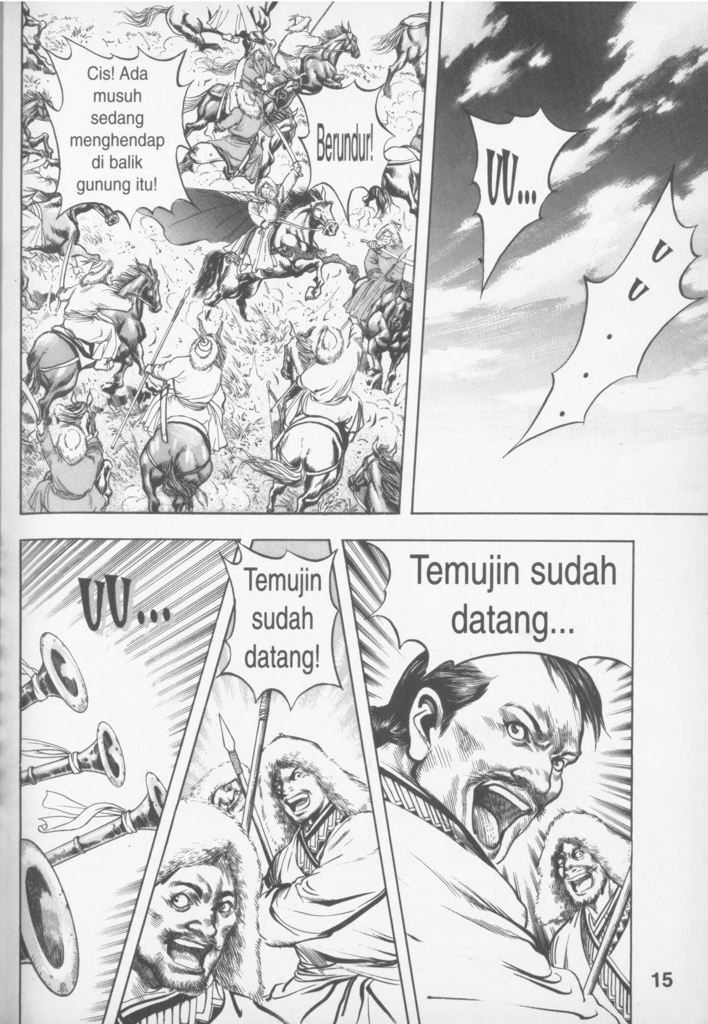 Cis! Ada
musuh
sedang
menghendap
di balik
gunung itu!
Berundur!
UU...
UU...
UU...
Temujin
sudah
datang!
Temujin sudah
datang...
15